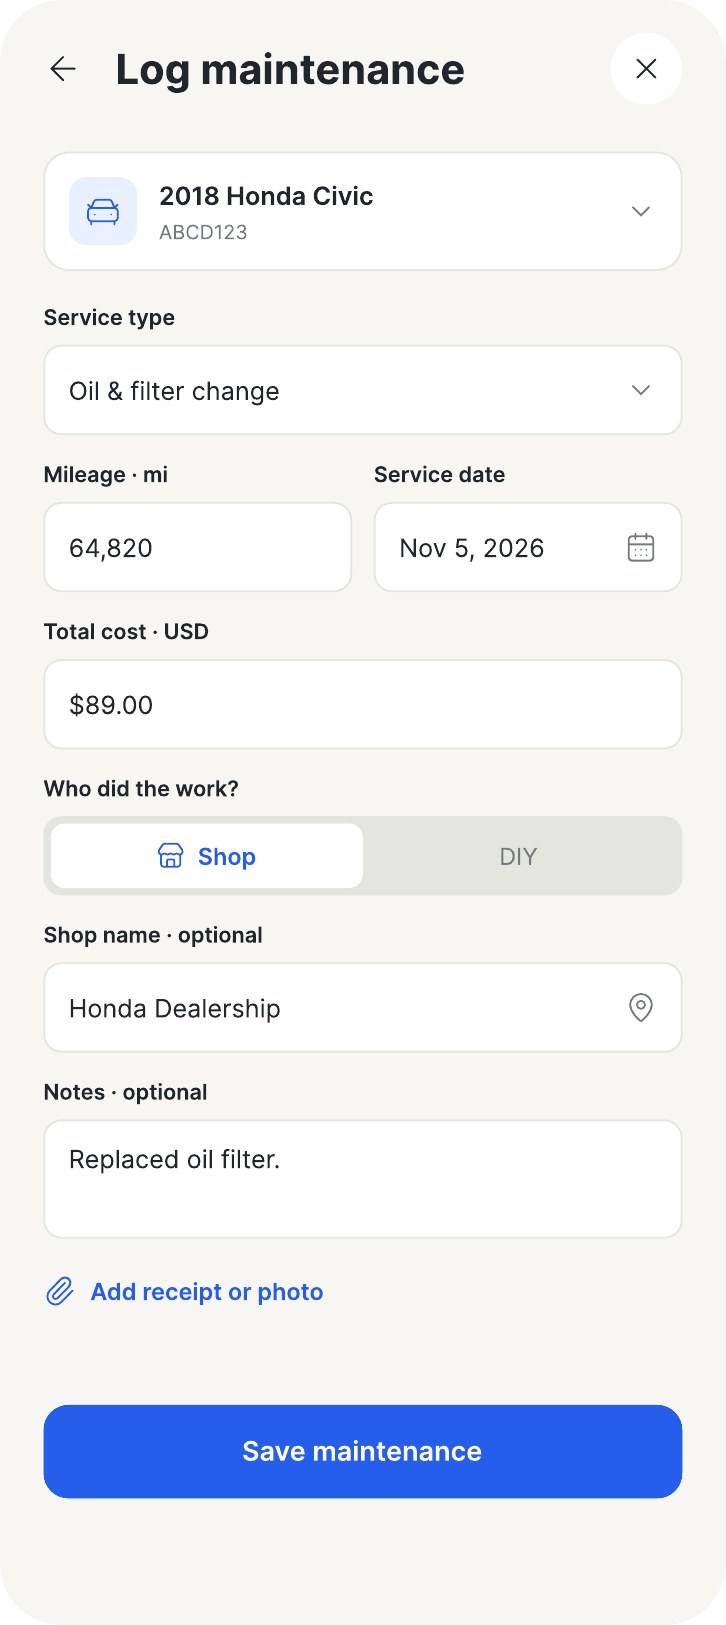 Log maintenance
2018 Honda Civic
ABCD123
Service type
Oil & filter change
Mileage · mi
Service date
64,820
Nov 5, 2026
Total cost · USD
$89.00
Who did the work?
Shop
DIY
Shop name · optional
Honda Dealership
Notes · optional
Replaced oil filter.
Add receipt or photo
Save maintenance